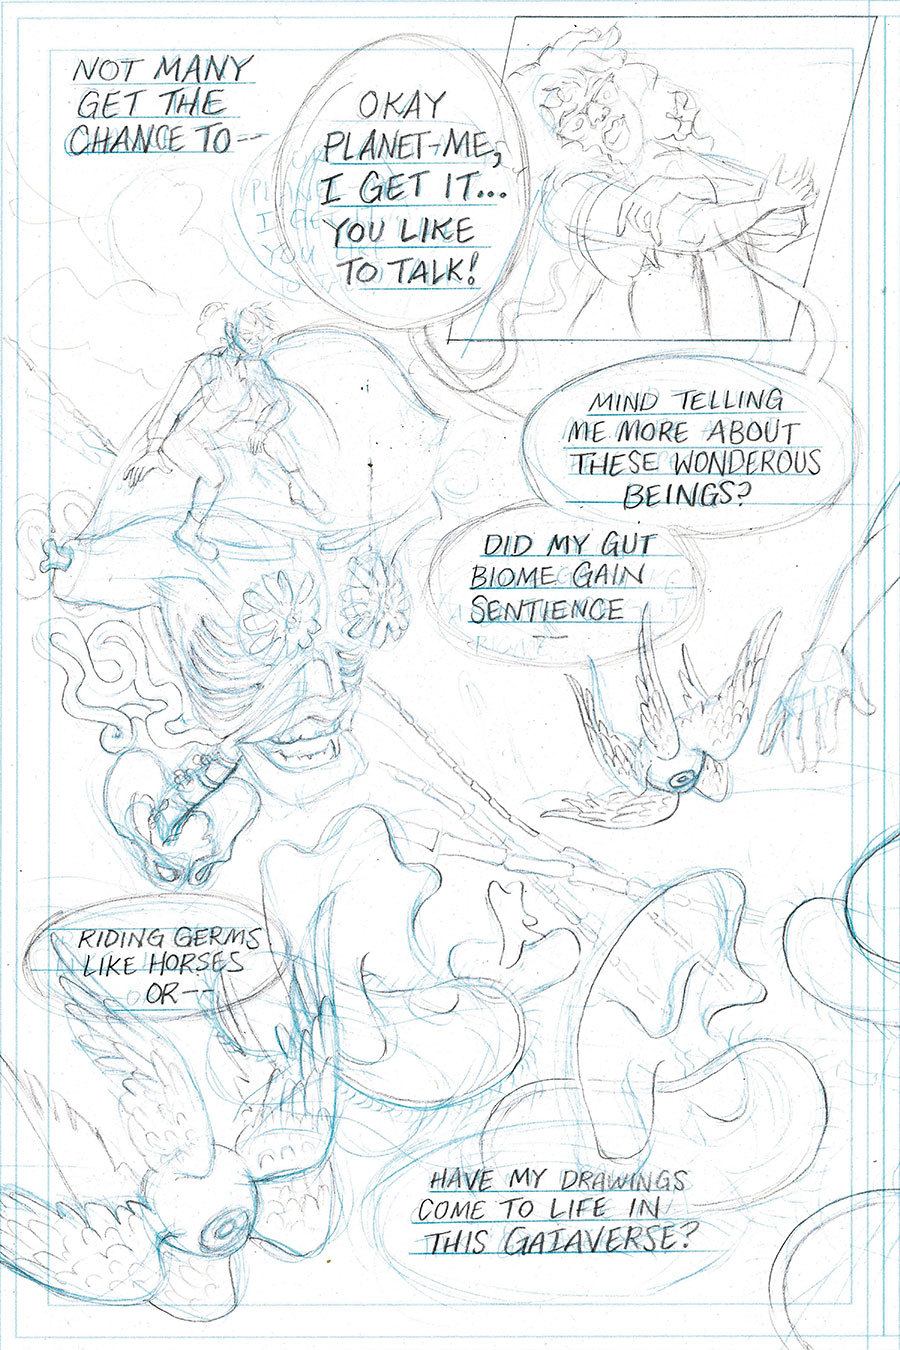 NOT MANY
GET THE
CHANCE TO--
OKAY
PLANET-ME,
I GET IT...
YOU LIKE
TO TALK!
MIND TELLING
ME MORE ABOUT
THESE WONDEROUS
BEINGS?
DID MY GUT
BIOME GAIN
SENTIENCE
RIDING GERMS
LIKE HORSES
OR--
HAVE MY DRAWINGS
COME TO LIFE IN
THIS GAIAVERSE?